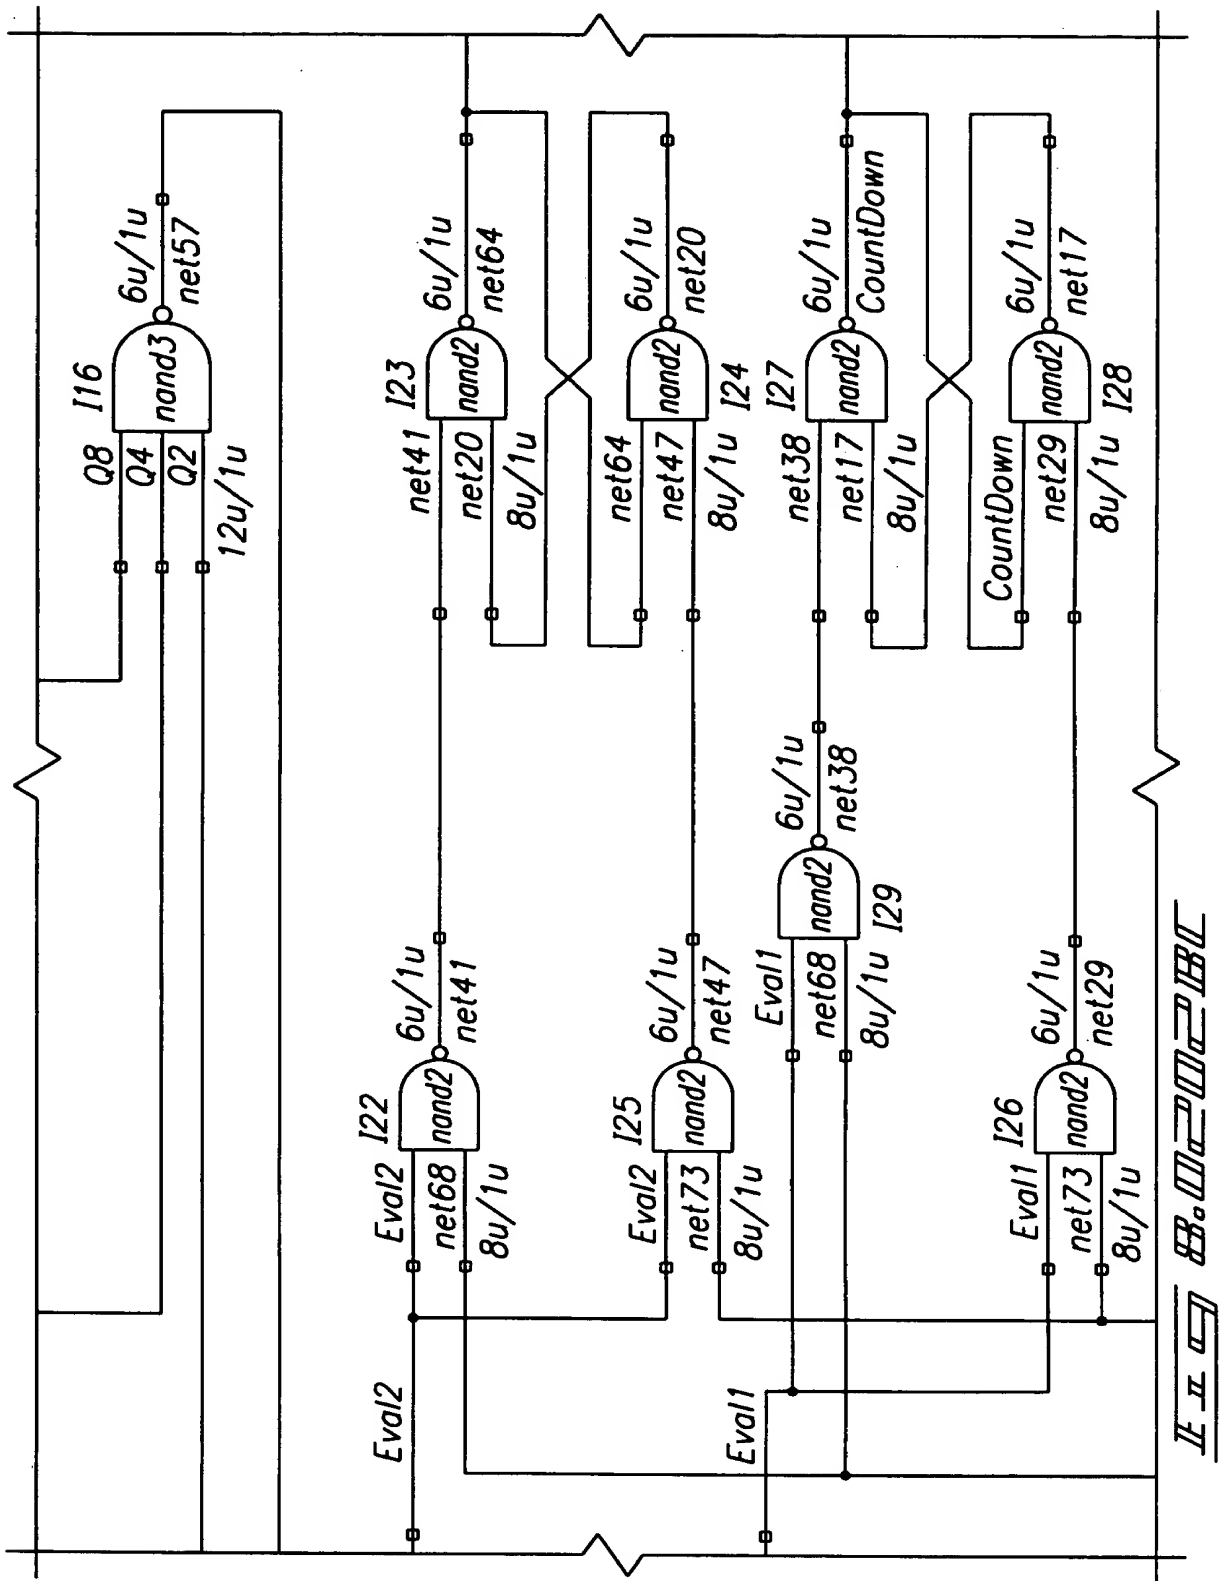 I16
Q8
Q4
Q2
12u/1u
nand3
6u/1u
net57
I22
Eval2
Eval2
net68
8u/1u
nand2
6u/1u
net41
I23
net41
net20
8u/1u
nand2
6u/1u
net64
I25
Eval2
net73
8u/1u
nand2
6u/1u
net47
net64
net47
8u/1u
nand2
I24
6u/1u
net20
Eval1
Eval1
net68
8u/1u
nand2
I29
6u/1u
net38
I27
net38
net17
8u/1u
nand2
6u/1u
CountDown
I26
Eval1
net73
8u/1u
nand2
6u/1u
net29
CountDown
net29
8u/1u
nand2
I28
6u/1u
net17
8.0202BC